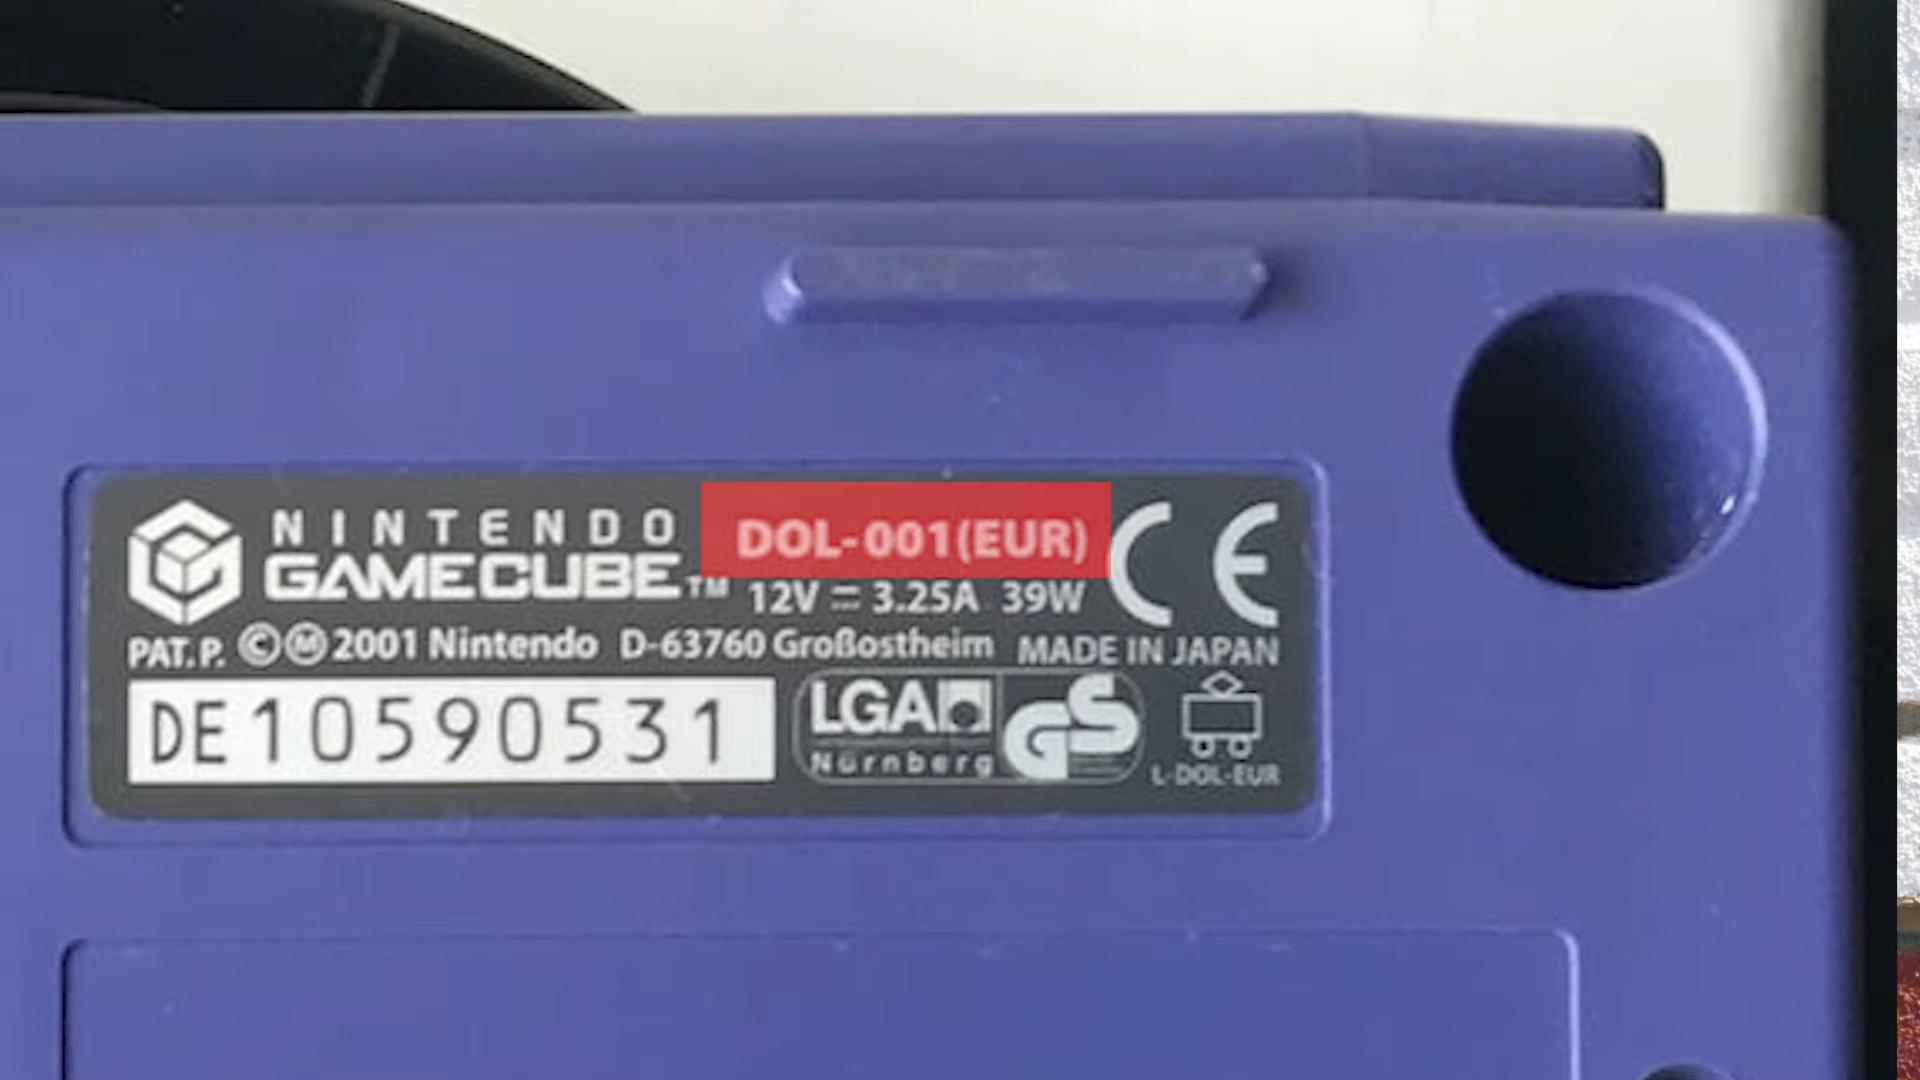 NINTENDO
GAMECUBE™
DOL-001(EUR)
12V ⎓ 3.25A 39W
CE
PAT. P. ©Ⓜ2001 Nintendo D-63760 Großostheim MADE IN JAPAN
DE10590531
LGA
Nürnberg
GS
L-DOL-EUR